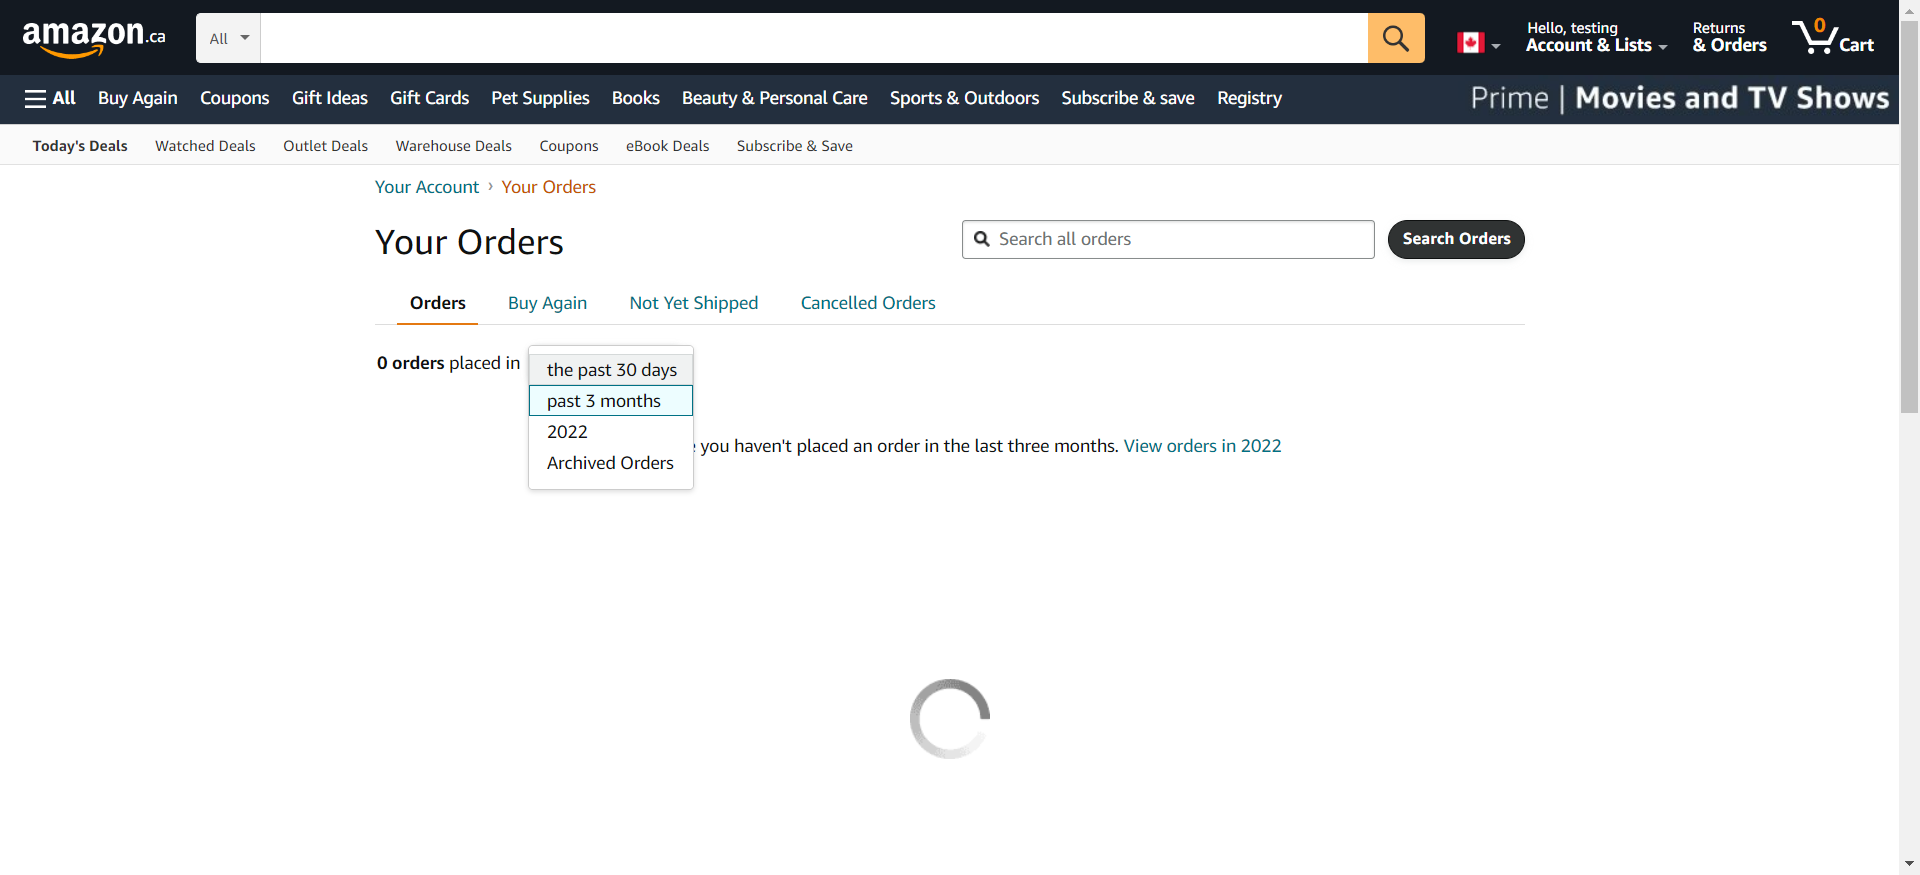 amazon.ca
All
Hello, testing
Account & Lists
Returns
& Orders
0
Cart
All Buy Again Coupons Gift Ideas Gift Cards Pet Supplies Books Beauty & Personal Care Sports & Outdoors Subscribe & save Registry Prime | Movies and TV Shows
Today's Deals Watched Deals Outlet Deals Warehouse Deals Coupons eBook Deals Subscribe & Save
Your Account › Your Orders
Your Orders
Search all orders
Search Orders
Orders Buy Again Not Yet Shipped Cancelled Orders
0 orders placed in
the past 30 days
past 3 months
2022
you haven't placed an order in the last three months. View orders in 2022
Archived Orders